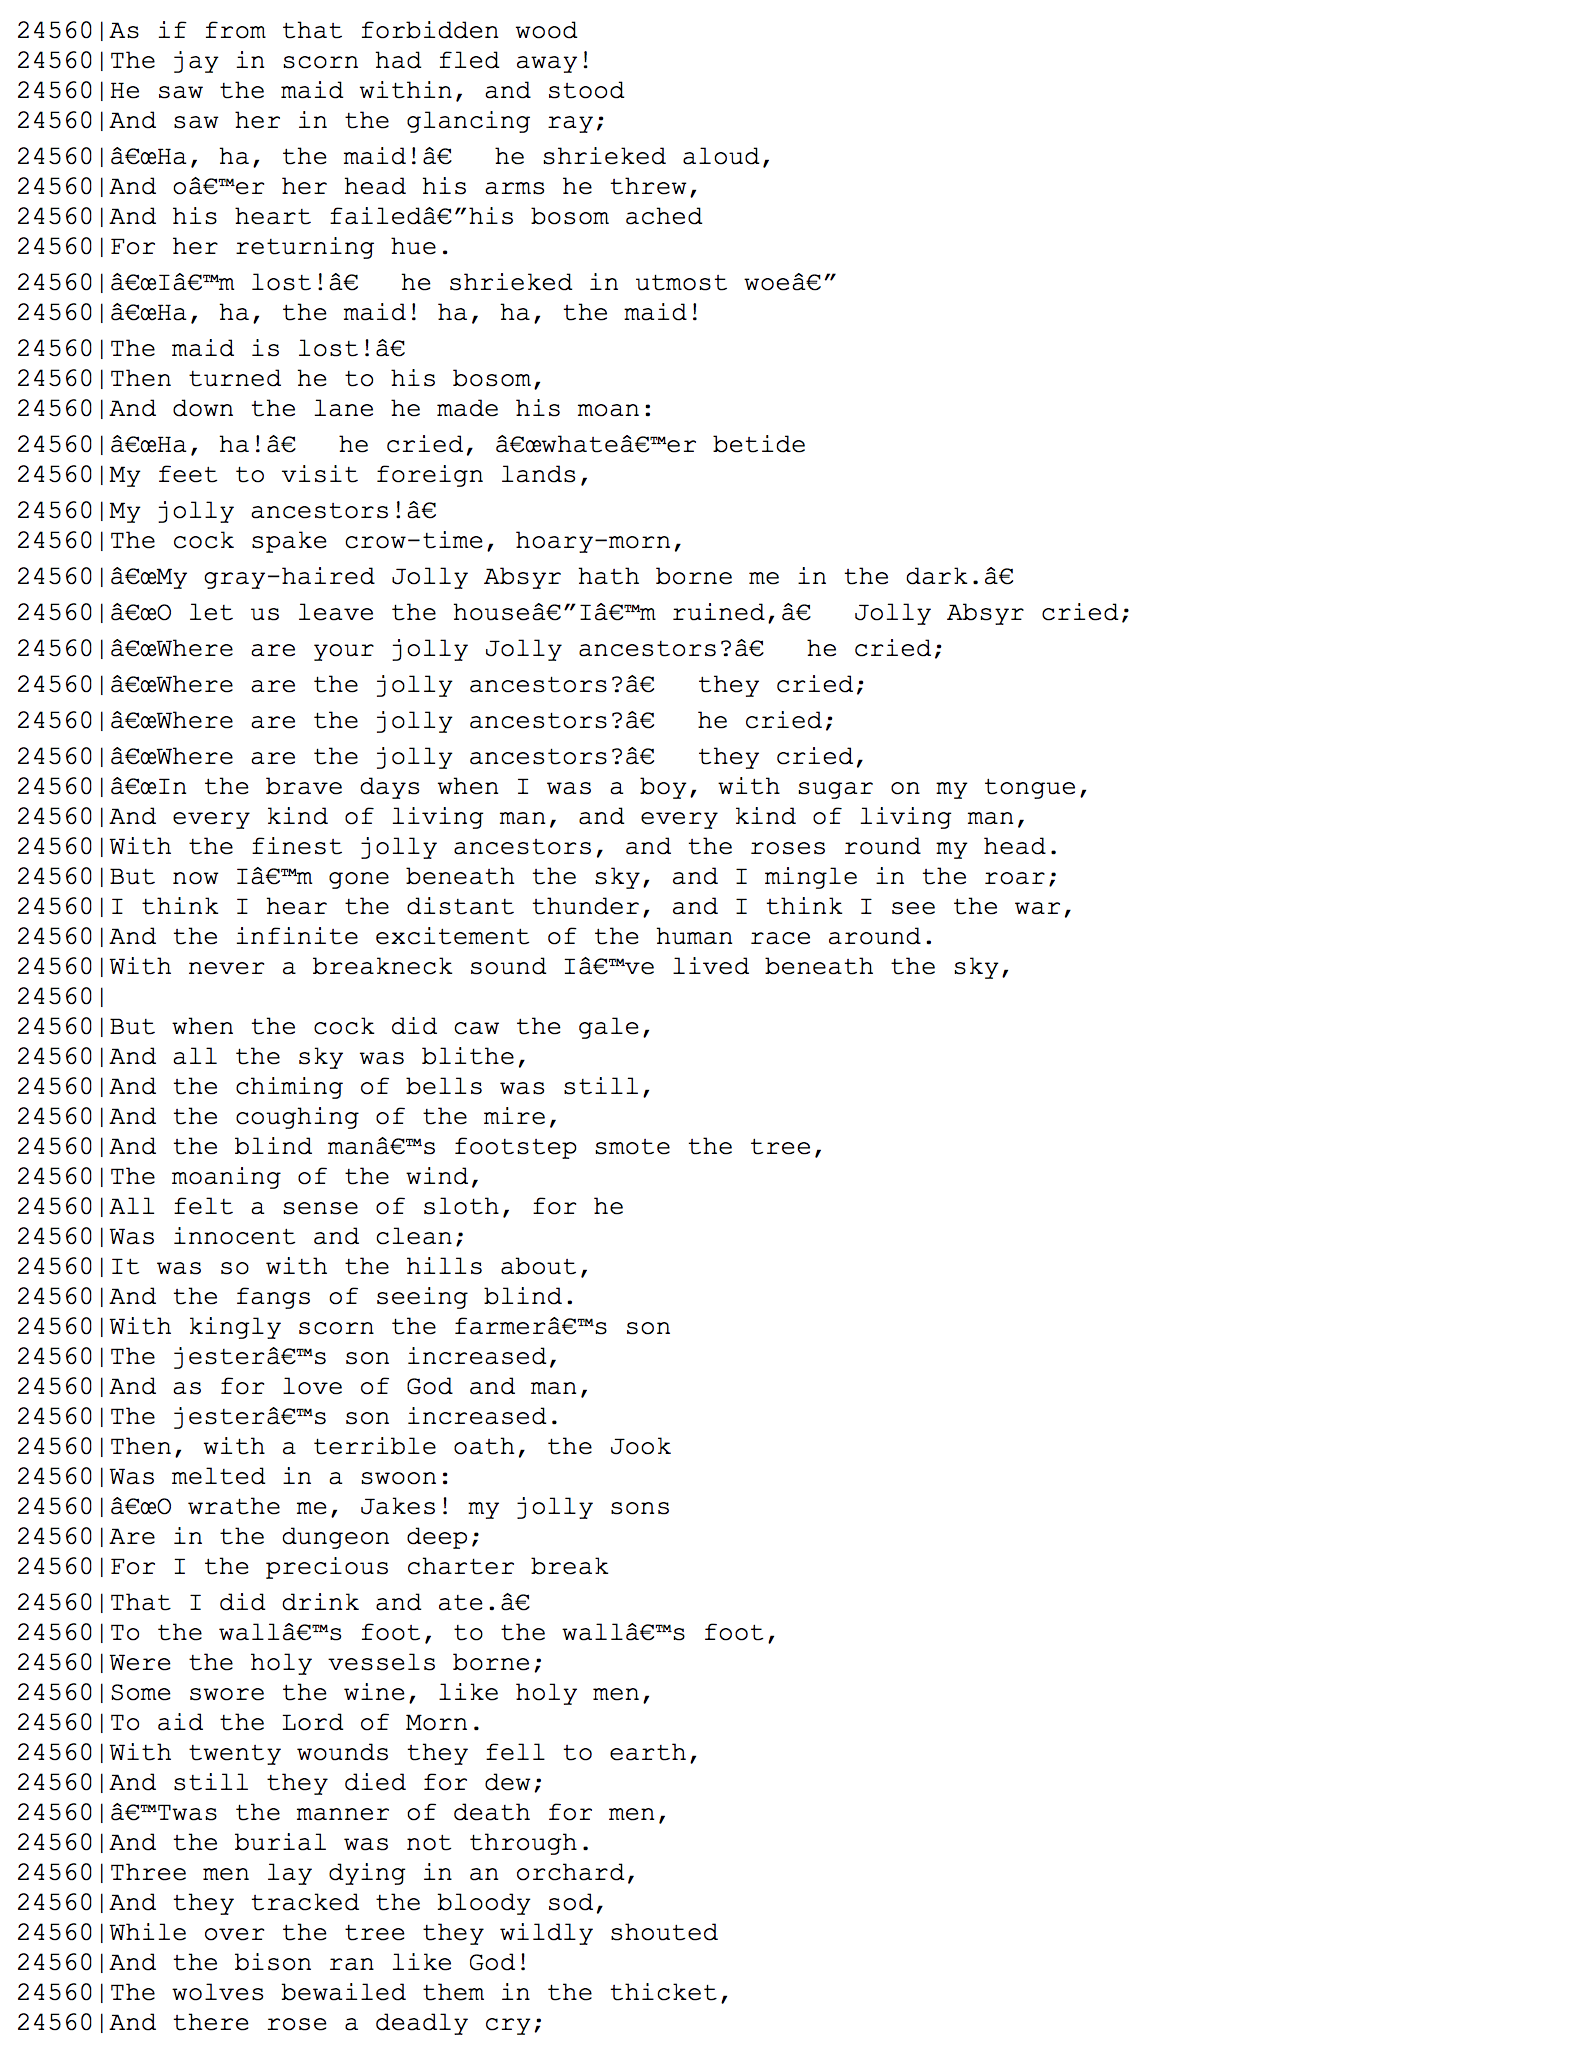 24560|As if from that forbidden wood
24560|The jay in scorn had fled away!
24560|He saw the maid within, and stood
24560|And saw her in the glancing ray;
24560|â€œHa, ha, the maid!â€ he shrieked aloud,
24560|And oâ€™er her head his arms he threw,
24560|And his heart failedâ€”his bosom ached
24560|For her returning hue.
24560|â€œIâ€™m lost!â€ he shrieked in utmost woeâ€”
24560|â€œHa, ha, the maid! ha, ha, the maid!
24560|The maid is lost!â€
24560|Then turned he to his bosom,
24560|And down the lane he made his moan:
24560|â€œHa, ha!â€ he cried, â€œwhateâ€™er betide
24560|My feet to visit foreign lands,
24560|My jolly ancestors!â€
24560|The cock spake crow-time, hoary-morn,
24560|â€œMy gray-haired Jolly Absyr hath borne me in the dark.â€
24560|â€œO let us leave the houseâ€”Iâ€™m ruined,â€ Jolly Absyr cried;
24560|â€œWhere are your jolly Jolly ancestors?â€ he cried;
24560|â€œWhere are the jolly ancestors?â€ they cried;
24560|â€œWhere are the jolly ancestors?â€ he cried;
24560|â€œWhere are the jolly ancestors?â€ they cried,
24560|â€œIn the brave days when I was a boy, with sugar on my tongue,
24560|And every kind of living man, and every kind of living man,
24560|With the finest jolly ancestors, and the roses round my head.
24560|But now Iâ€™m gone beneath the sky, and I mingle in the roar;
24560|I think I hear the distant thunder, and I think I see the war,
24560|And the infinite excitement of the human race around.
24560|With never a breakneck sound Iâ€™ve lived beneath the sky,
24560|
24560|But when the cock did caw the gale,
24560|And all the sky was blithe,
24560|And the chiming of bells was still,
24560|And the coughing of the mire,
24560|And the blind manâ€™s footstep smote the tree,
24560|The moaning of the wind,
24560|All felt a sense of sloth, for he
24560|Was innocent and clean;
24560|It was so with the hills about,
24560|And the fangs of seeing blind.
24560|With kingly scorn the farmerâ€™s son
24560|The jesterâ€™s son increased,
24560|And as for love of God and man,
24560|The jesterâ€™s son increased.
24560|Then, with a terrible oath, the Jook
24560|Was melted in a swoon:
24560|â€œO wrathe me, Jakes! my jolly sons
24560|Are in the dungeon deep;
24560|For I the precious charter break
24560|That I did drink and ate.â€
24560|To the wallâ€™s foot, to the wallâ€™s foot,
24560|Were the holy vessels borne;
24560|Some swore the wine, like holy men,
24560|To aid the Lord of Morn.
24560|With twenty wounds they fell to earth,
24560|And still they died for dew;
24560|â€™Twas the manner of death for men,
24560|And the burial was not through.
24560|Three men lay dying in an orchard,
24560|And they tracked the bloody sod,
24560|While over the tree they wildly shouted
24560|And the bison ran like God!
24560|The wolves bewailed them in the thicket,
24560|And there rose a deadly cry;